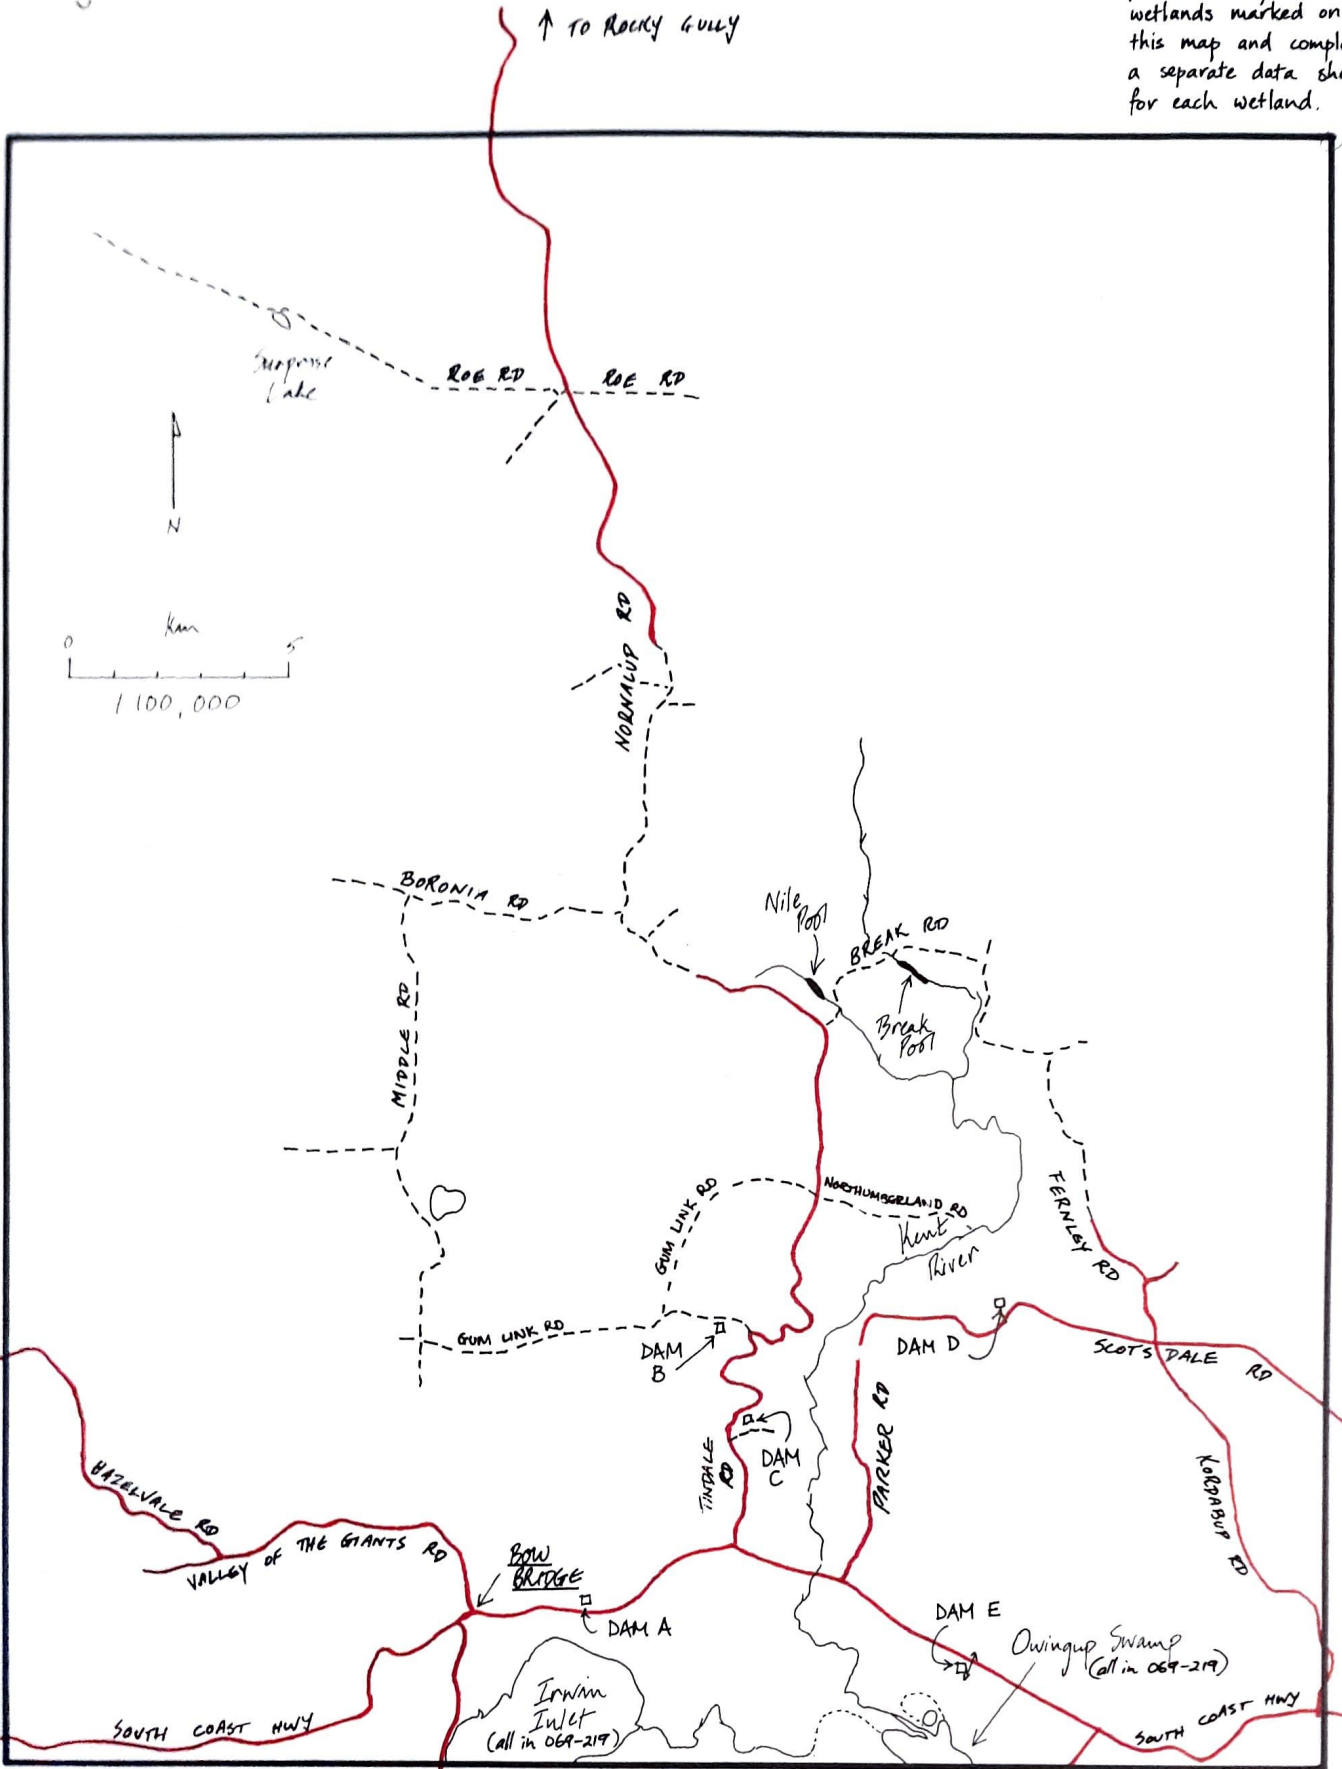 ↑ TO ROCKY GULLY
wetlands marked on
this map and comple
a separate data she
for each wetland.
Surprise
Lake
ROE RD
ROE RD
N
Km
0
5
1 100,000
NORNALUP RD
BORONIA RD
Nile
Pool
BREAK RD
Break
Pool
MIDDLE RD
GUM LINK RD
NORTHUMBERLAND RD
Kent
River
FERNLEY RD
GUM LINK RD
DAM
B
DAM D
SCOTSDALE RD
TINDALE
RD
DAM
C
PARKER RD
KORDABUP RD
HAZELVALE RD
VALLEY OF THE GIANTS RD
BOW
BRIDGE
DAM A
DAM E
Owingup Swamp
(all in 069-219)
Irwin
Inlet
(all in 069-219)
SOUTH COAST HWY
SOUTH COAST HWY